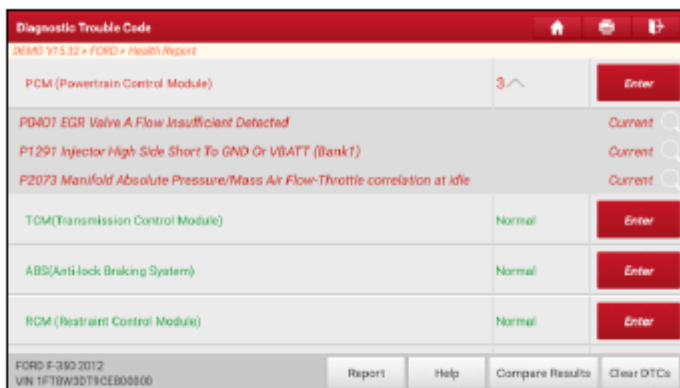 Diagnostic Trouble Code
DEMO V15.32 > FORD > Health Report
PCM (Powertrain Control Module) 3 Enter
P0401 EGR Valve A Flow Insufficient Detected Current
P1291 Injector High Side Short To GND Or VBATT (Bank1) Current
P2073 Manifold Absolute Pressure/Mass Air Flow-Throttle correlation at idle Current
TCM(Transmission Control Module) Normal Enter
ABS(Anti-lock Braking System) Normal Enter
RCM (Restraint Control Module) Normal Enter
FORD F-350 2012
VIN 1FT8W3DT9CEB00000
Report Help Compare Results Clear DTCs